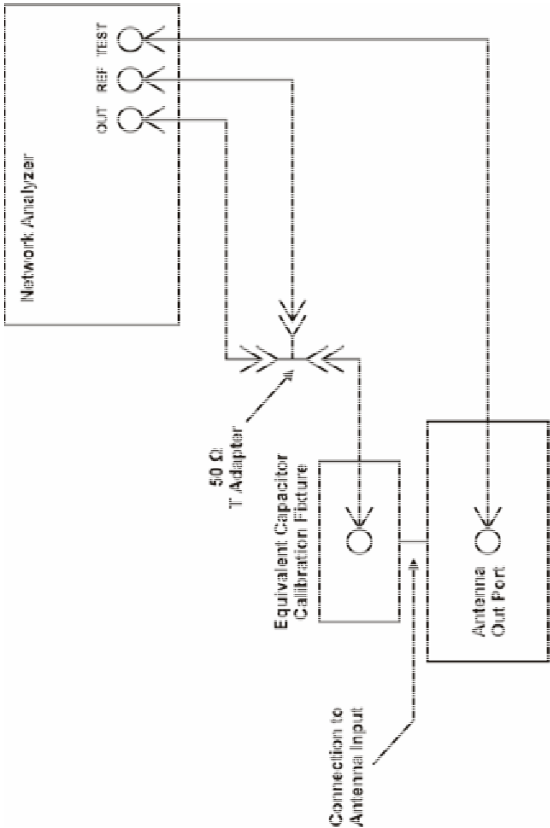 Network Analyzer
OUT
REF
TEST
50 Ω
T Adapter
Equivalent Capacitor
Calibration Fixture
Antenna
Out Port
Connection to
Antenna Input